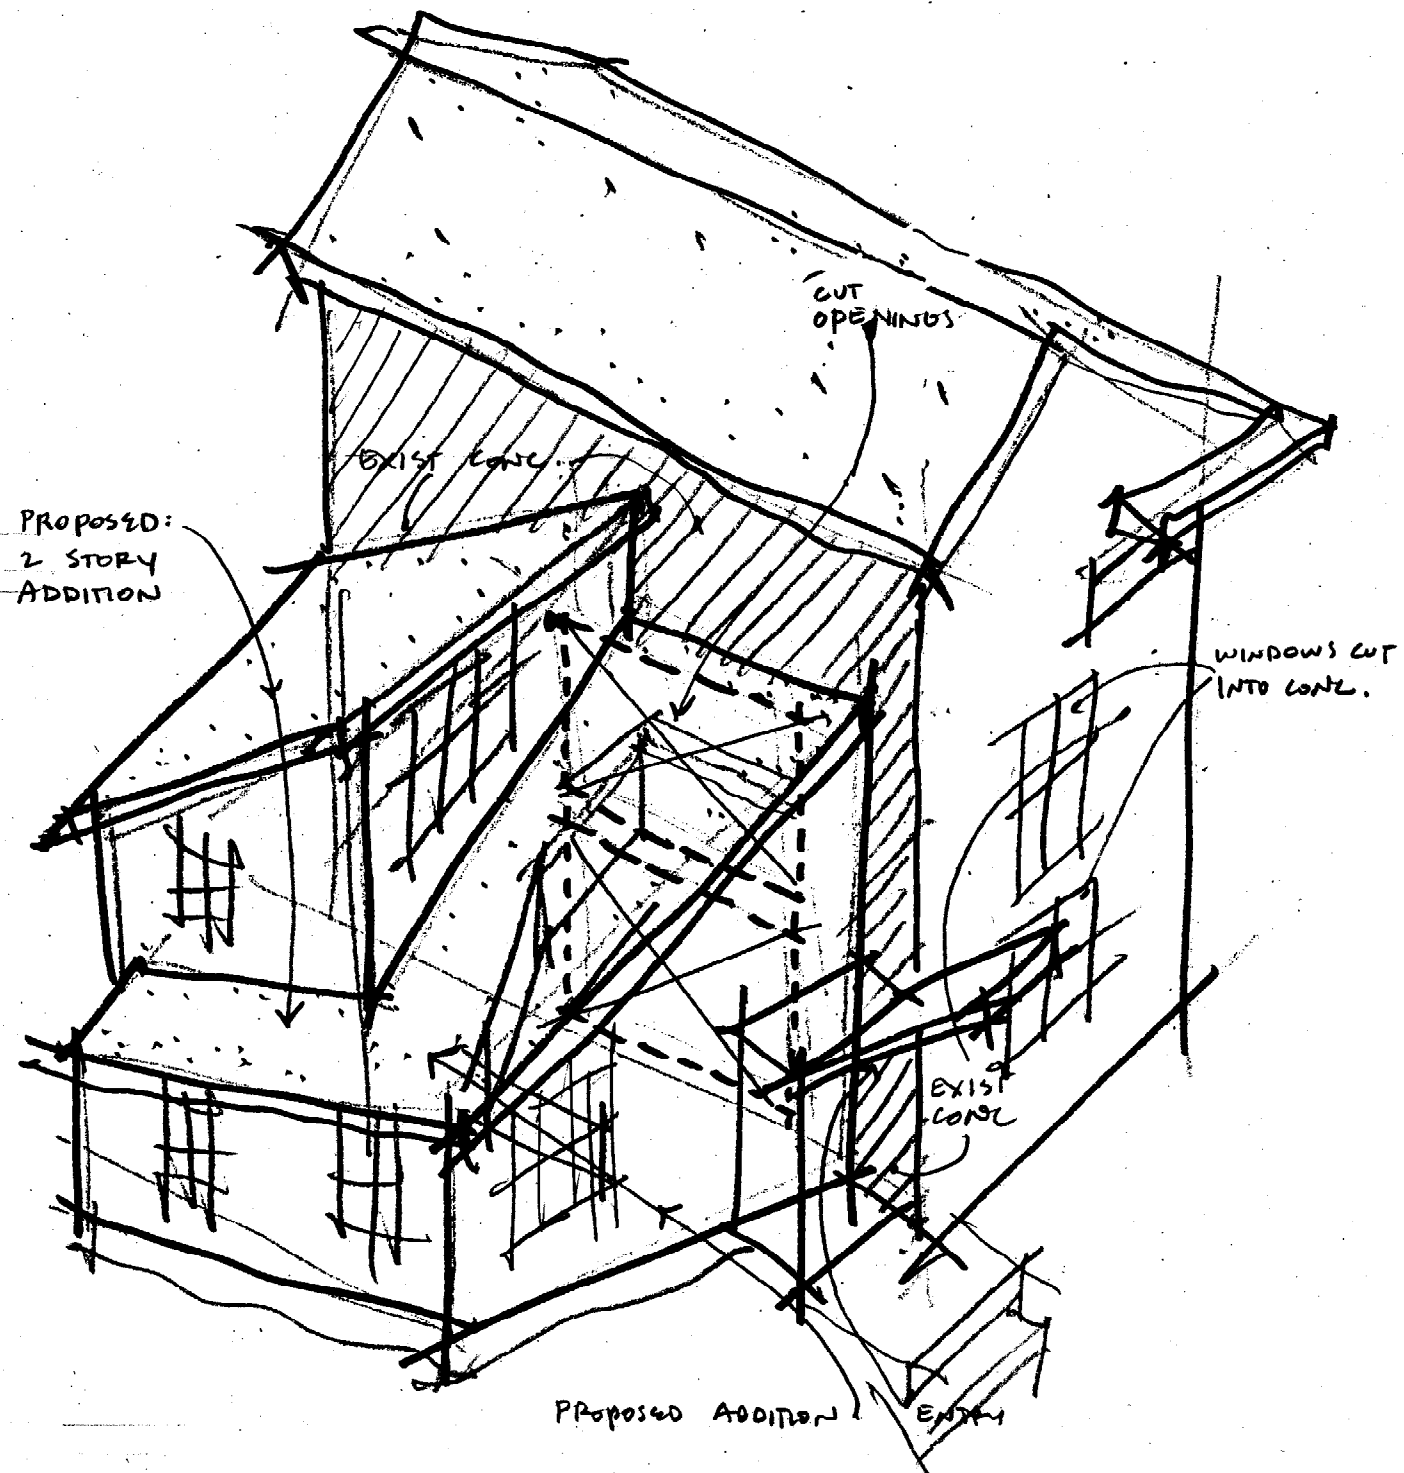 CUT
OPENINGS
EXIST CONC.
PROPOSED:
2 STORY
ADDITION
WINDOWS CUT
INTO CONC.
EXIST
CONC
PROPOSED ADDITION
ENTRY